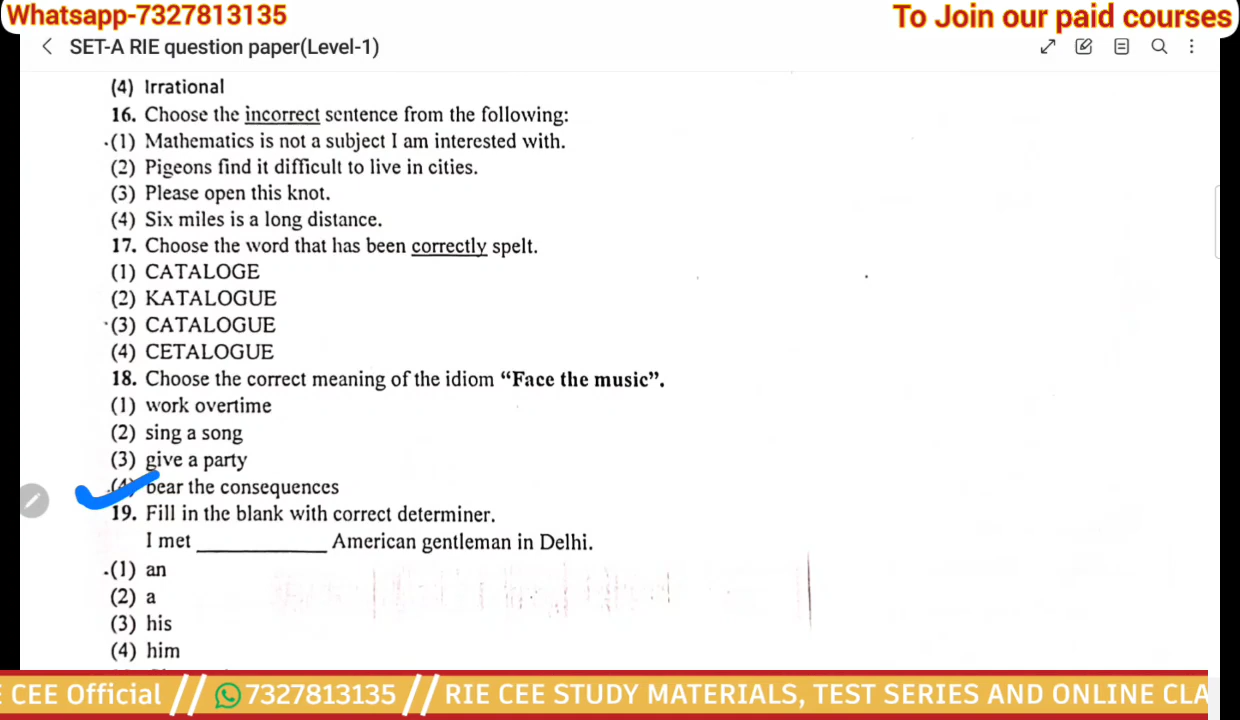 Whatsapp-7327813135
To Join our paid courses
SET-A RIE question paper(Level-1)
(4) Irrational
16. Choose the incorrect sentence from the following:
(1) Mathematics is not a subject I am interested with.
(2) Pigeons find it difficult to live in cities.
(3) Please open this knot.
(4) Six miles is a long distance.
17. Choose the word that has been correctly spelt.
(1) CATALOGE
(2) KATALOGUE
(3) CATALOGUE
(4) CETALOGUE
18. Choose the correct meaning of the idiom “Face the music”.
(1) work overtime
(2) sing a song
(3) give a party
(4) bear the consequences
19. Fill in the blank with correct determiner.
I met ____________ American gentleman in Delhi.
(1) an
(2) a
(3) his
(4) him
CEE Official // 7327813135 // RIE CEE STUDY MATERIALS, TEST SERIES AND ONLINE CLA